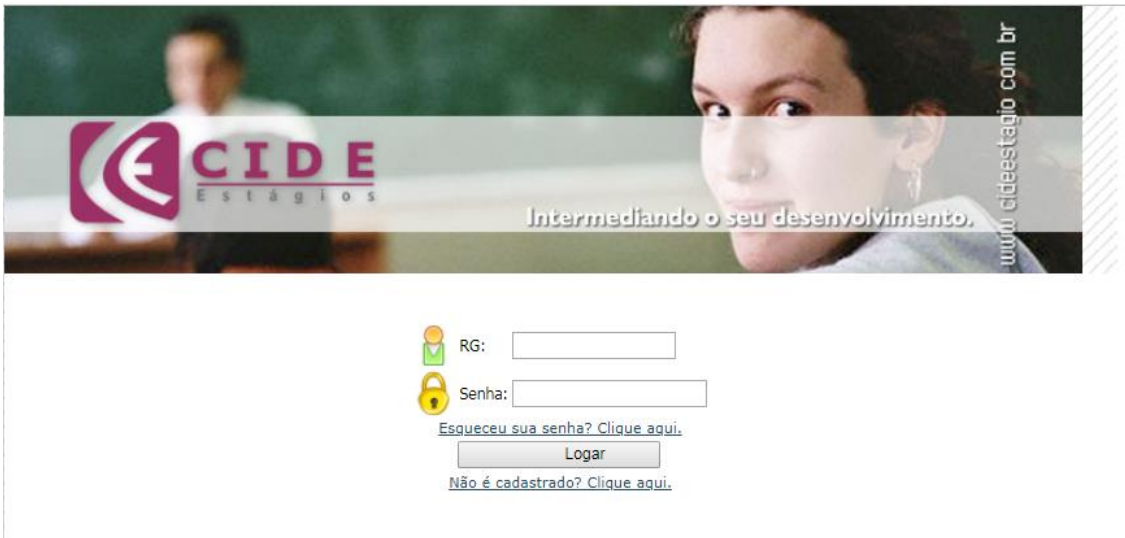 CIDE
Estágios
Intermediando o seu desenvolvimento.
www cideestagio com br
RG:
Senha:
Esqueceu sua senha? Clique aqui.
Logar
Não é cadastrado? Clique aqui.